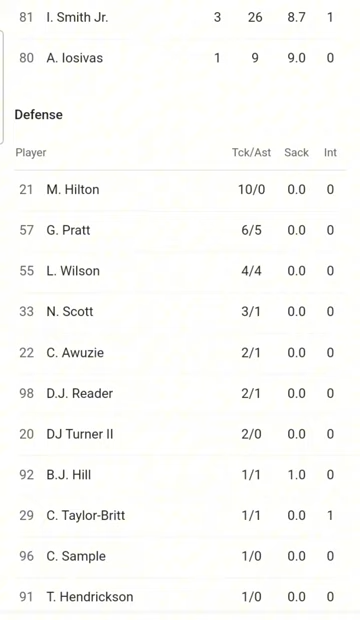 81 I. Smith Jr. 3 26 8.7 1
80 A. Iosivas 1 9 9.0 0
Defense
Player Tck/Ast Sack Int
21 M. Hilton 10/0 0.0 0
57 G. Pratt 6/5 0.0 0
55 L. Wilson 4/4 0.0 0
33 N. Scott 3/1 0.0 0
22 C. Awuzie 2/1 0.0 0
98 D.J. Reader 2/1 0.0 0
20 DJ Turner II 2/0 0.0 0
92 B.J. Hill 1/1 1.0 0
29 C. Taylor-Britt 1/1 0.0 1
96 C. Sample 1/0 0.0 0
91 T. Hendrickson 1/0 0.0 0